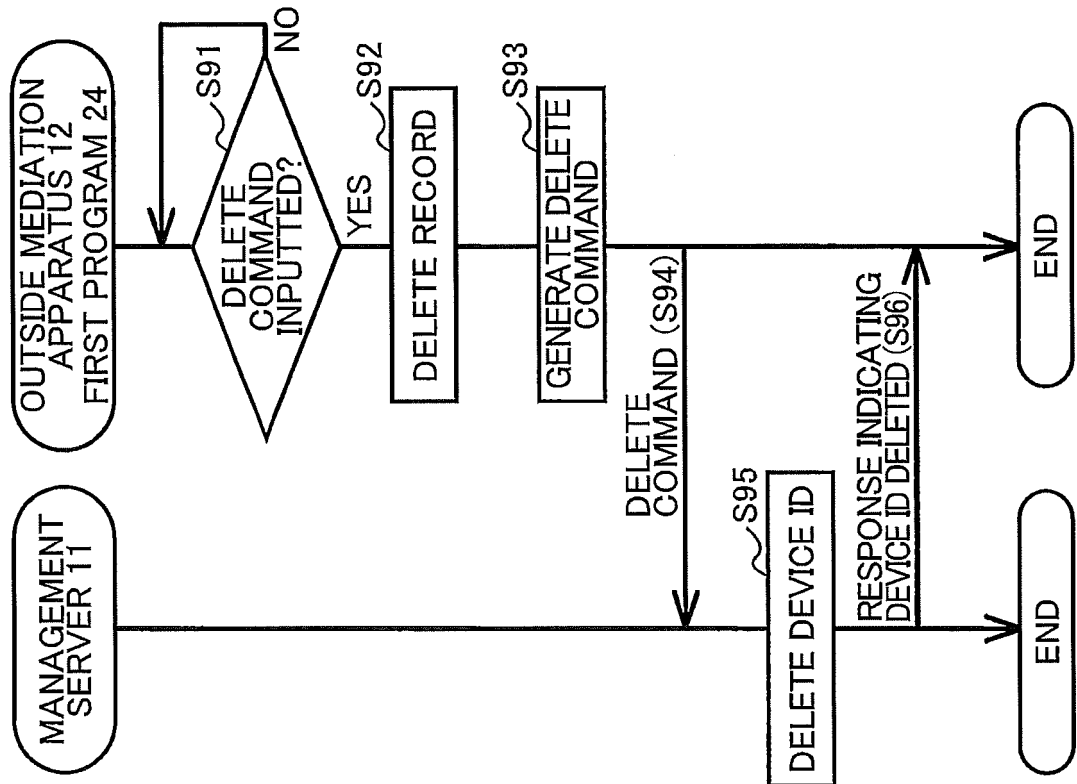 MANAGEMENT
SERVER 11
OUTSIDE MEDIATION
APPARATUS 12
FIRST PROGRAM 24
DELETE
COMMAND
INPUTTED?
S91
NO
YES
S92
DELETE RECORD
S93
GENERATE DELETE
COMMAND
DELETE
COMMAND (S94)
S95
DELETE DEVICE ID
RESPONSE INDICATING
DEVICE ID DELETED (S96)
END
END